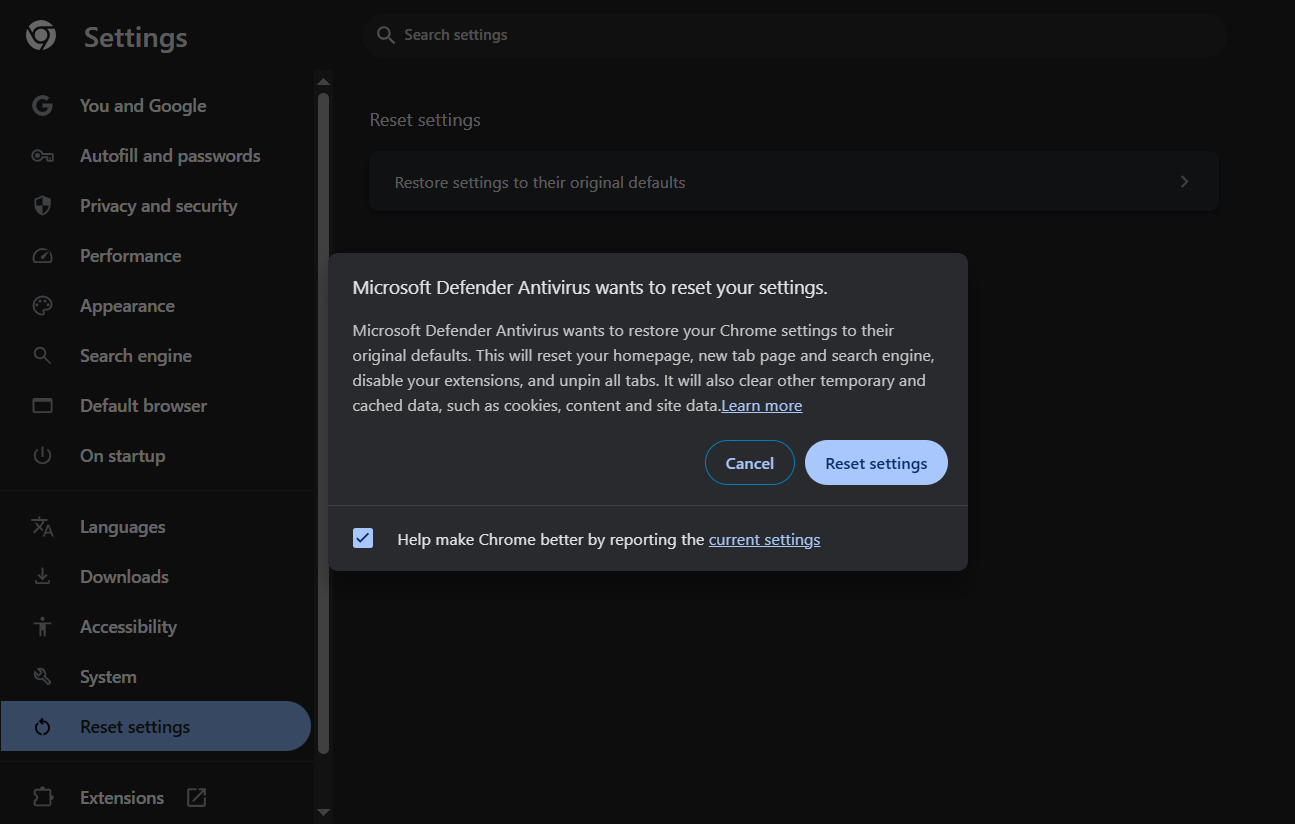 Settings
Search settings
You and Google
Autofill and passwords
Privacy and security
Performance
Appearance
Search engine
Default browser
On startup
Languages
Downloads
Accessibility
System
Reset settings
Extensions
Reset settings
Restore settings to their original defaults
Microsoft Defender Antivirus wants to reset your settings.
Microsoft Defender Antivirus wants to restore your Chrome settings to their
original defaults. This will reset your homepage, new tab page and search engine,
disable your extensions, and unpin all tabs. It will also clear other temporary and
cached data, such as cookies, content and site data.Learn more
Cancel
Reset settings
Help make Chrome better by reporting the current settings